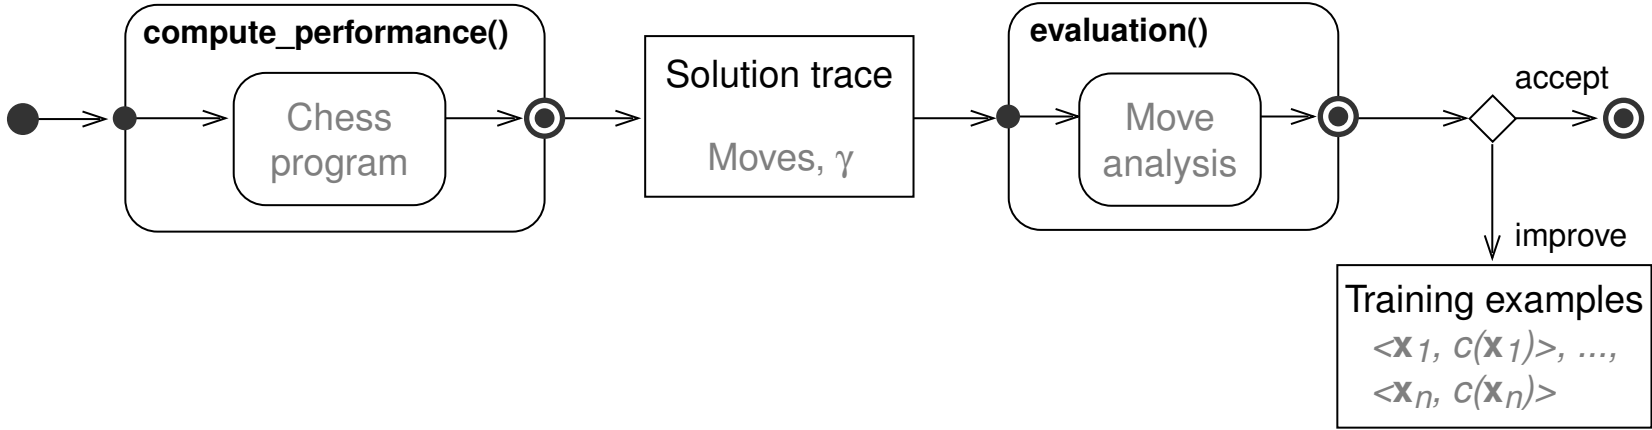 compute_performance()
Chess
program
Solution trace
Moves, γ
evaluation()
Move
analysis
accept
improve
Training examples
<x1, c(x1)>, ...,
<xn, c(xn)>